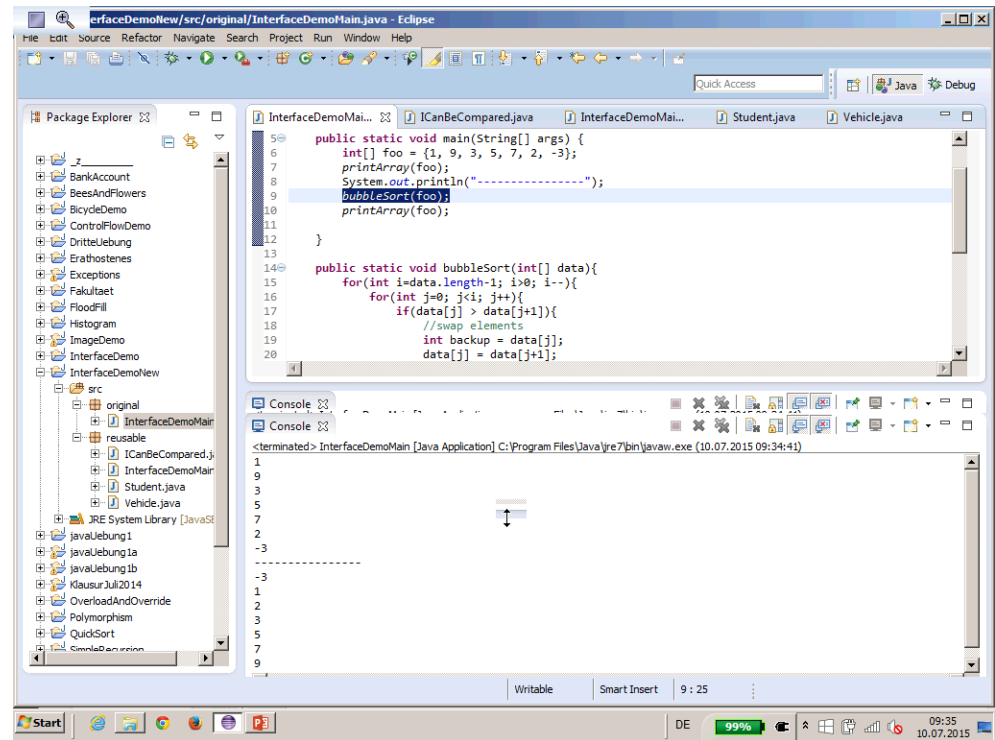 erfaceDemoNew/src/original/InterfaceDemoMain.java - Eclipse
File Edit Source Refactor Navigate Search Project Run Window Help
Quick Access
Java
Debug
Package Explorer
_z_________
BankAccount
BeesAndFlowers
BicycleDemo
ControlFlowDemo
DritteUebung
Erathostenes
Exceptions
Fakultaet
FloodFill
Histogram
ImageDemo
InterfaceDemo
InterfaceDemoNew
src
original
InterfaceDemoMain
reusable
ICanBeCompared.j
InterfaceDemoMain
Student.java
Vehicle.java
JRE System Library [JavaSE
javaUebung1
javaUebung1a
javaUebung1b
KlausurJuli2014
OverloadAndOverride
Polymorphism
QuickSort
SimpleRecursion
InterfaceDemoMai...
ICanBeCompared.java
InterfaceDemoMai...
Student.java
Vehicle.java
5 public static void main(String[] args) {
6 int[] foo = {1, 9, 3, 5, 7, 2, -3};
7 printArray(foo);
8 System.out.println("----------------");
9 bubbleSort(foo);
10 printArray(foo);
11
12 }
13
14 public static void bubbleSort(int[] data){
15 for(int i=data.length-1; i>0; i--){
16 for(int j=0; j<i; j++){
17 if(data[j] > data[j+1]){
18 //swap elements
19 int backup = data[j];
20 data[j] = data[j+1];
Console
Console
<terminated> InterfaceDemoMain [Java Application] C:\Program Files\Java\jre7\bin\javaw.exe (10.07.2015 09:34:41)
1
9
3
5
7
2
-3
----------------
-3
1
2
3
5
7
9
Writable
Smart Insert
9 : 25
Start
DE
99%
09:35
10.07.2015